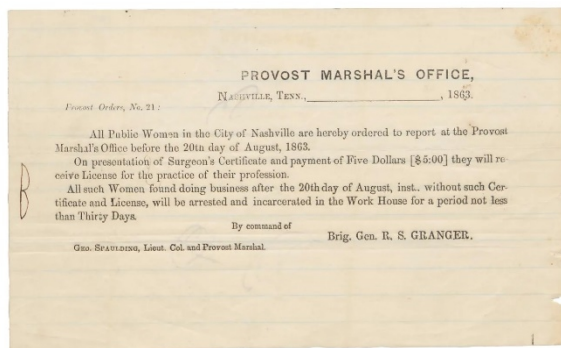 PROVOST MARSHAL'S OFFICE,
NASHVILLE, TENN., , 1863.
Provost Orders, No. 21:
All Public Women in the City of Nashville are hereby ordered to report at the Provost
Marshal's Office before the 20th day of August, 1863.
On presentation of Surgeon's Certificate and payment of Five Dollars [$5:00] they will re-
ceive License for the practice of their profession.
All such Women found doing business after the 20th day of August, inst., without such Cer-
tificate and License, will be arrested and incarcerated in the Work House for a period not less
than Thirty Days.
By command of
Brig. Gen. R. S. GRANGER.
GEO. SPAULDING, Lieut. Col. and Provost Marshal.
B